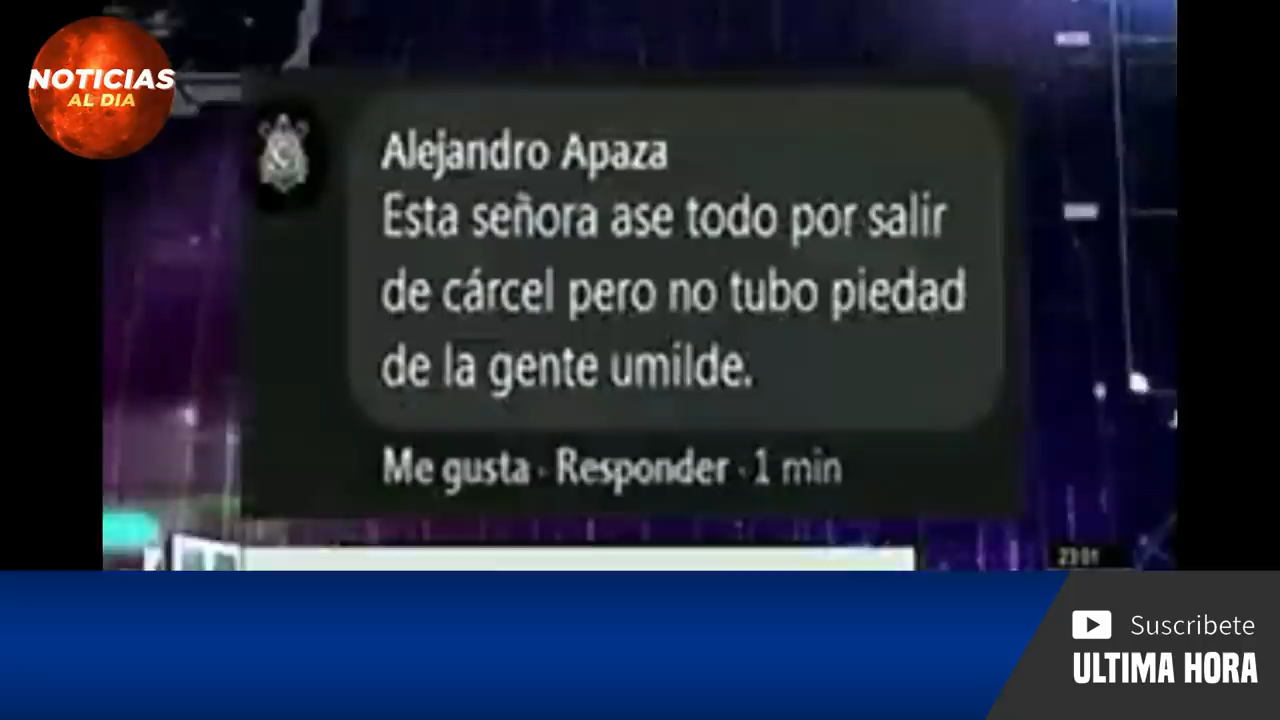 NOTICIAS
AL DIA
Alejandro Apaza
Esta señora ase todo por salir
de cárcel pero no tubo piedad
de la gente umilde.
Me gusta · Responder · 1 min
23:01
Suscribete
ULTIMA HORA